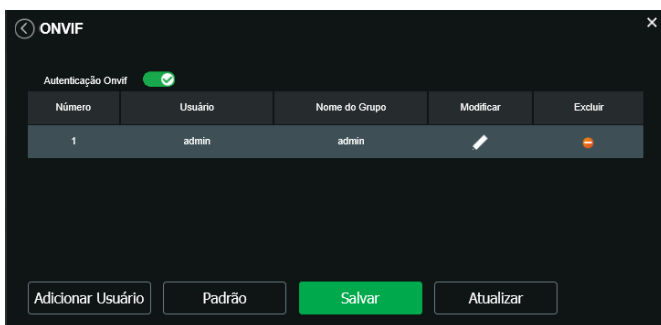 ONVIF
Autenticação Onvif
Número Usuário Nome do Grupo Modificar Excluir
1 admin admin
Adicionar Usuário Padrão Salvar Atualizar